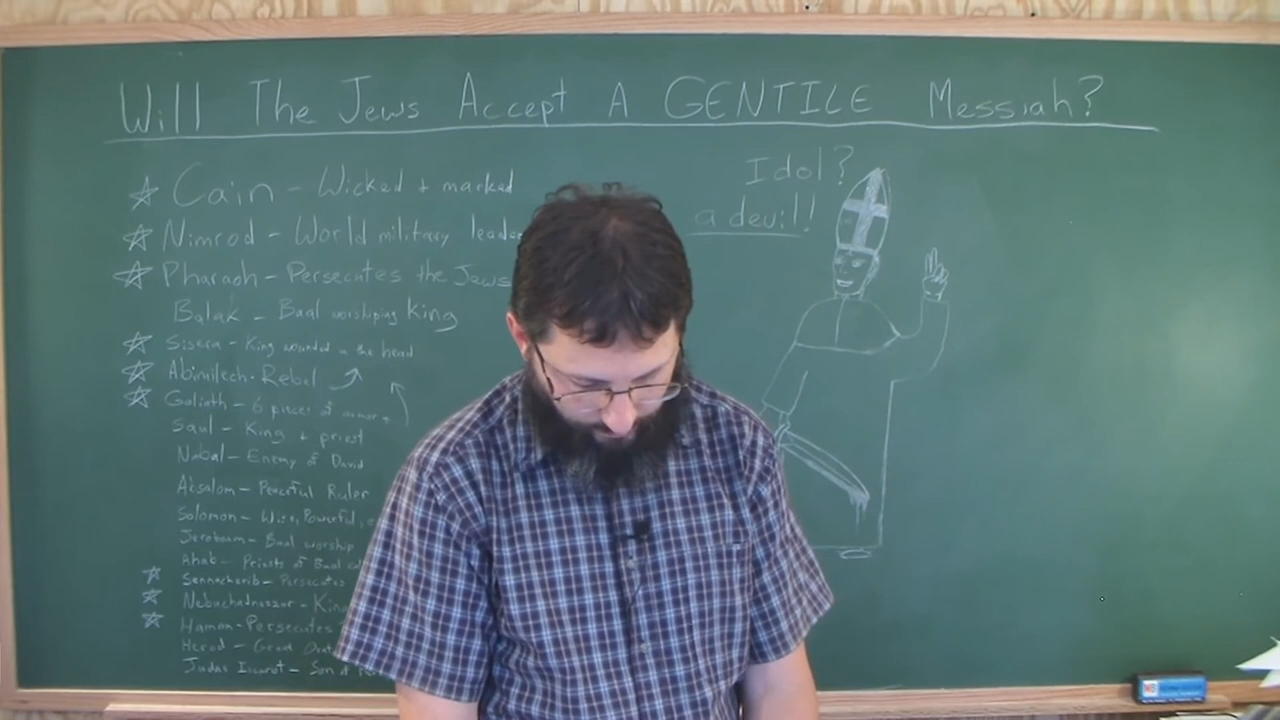 Will The Jews Accept A GENTILE Messiah?
Idol?
a devil!
Cain - Wicked + marked
Nimrod - World military leade
Pharaoh - Persecutes the Jews
Balak - Baal worshiping King
Sisera - King wounded in the head
Abimilech - Rebel
Goliath - 6 pieces of armor +
Saul - King + priest
Nabal - Enemy of David
Absalom - Peaceful Ruler
Solomon - Wise, Powerful,
Jeroboam - Baal worship
Ahab - Priests of Baal
Sennacherib - Persecutes
Nebuchadnezzar - King
Haman - Persecutes
Herod - Great
Judas Iscariot - Son of